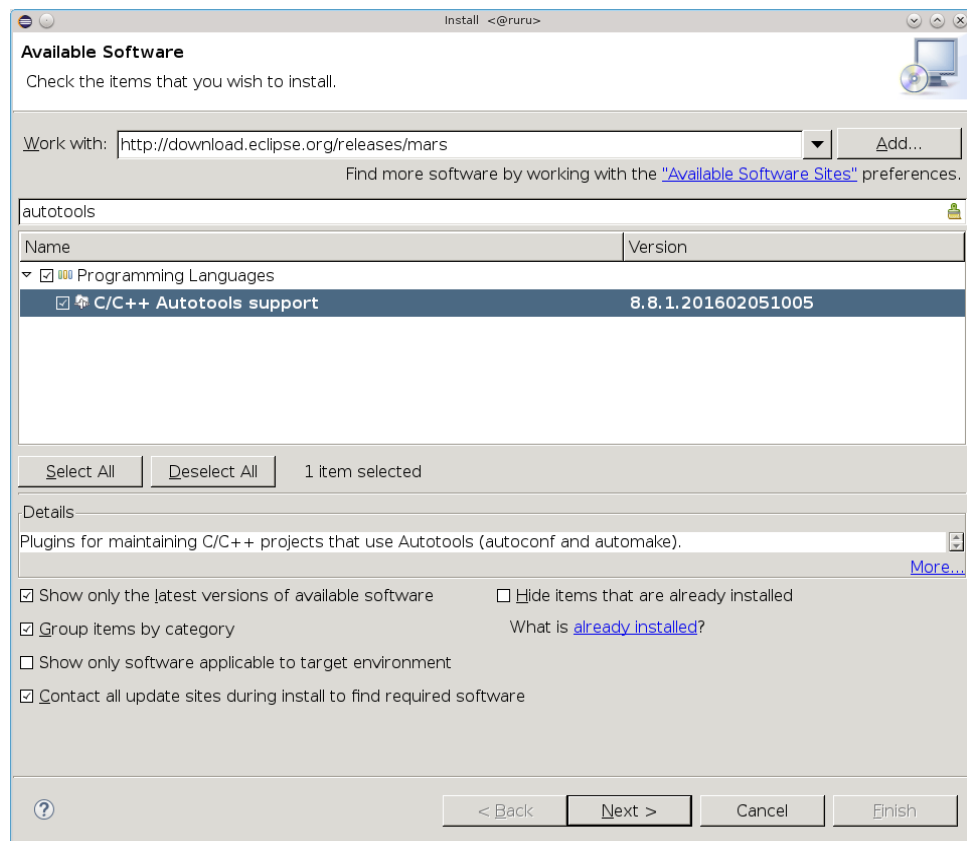 Install <@ruru>
Available Software
Check the items that you wish to install.
Work with: http://download.eclipse.org/releases/mars Add...
Find more software by working with the "Available Software Sites" preferences.
autotools
Name Version
Programming Languages
C/C++ Autotools support 8.8.1.201602051005
Select All Deselect All 1 item selected
Details
Plugins for maintaining C/C++ projects that use Autotools (autoconf and automake).
More...
Show only the latest versions of available software Hide items that are already installed
Group items by category What is already installed?
Show only software applicable to target environment
Contact all update sites during install to find required software
? < Back Next > Cancel Finish